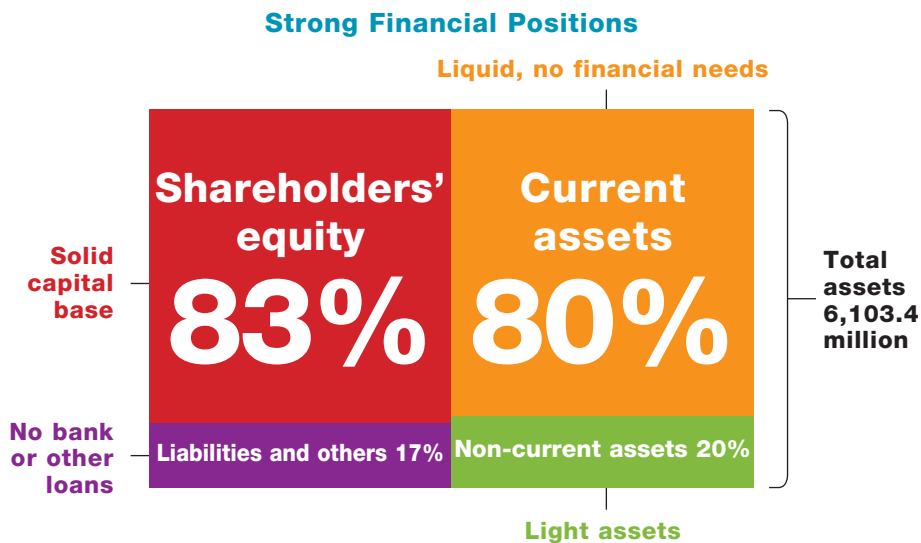 Strong Financial Positions
Liquid, no financial needs
Shareholders’
equity
83%
Current
assets
80%
Solid
capital
base
Total
assets
6,103.4
million
No bank
or other
loans
Liabilities and others 17%
Non-current assets 20%
Light assets